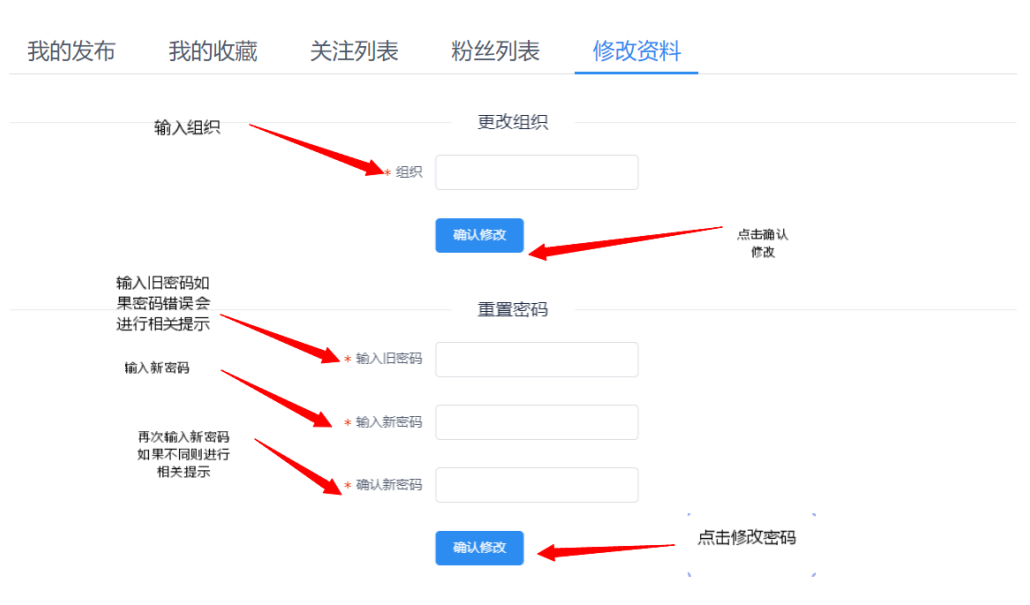 我的发布 我的收藏 关注列表 粉丝列表 修改资料
更改组织
输入组织
* 组织
确认修改
点击确认
修改
输入旧密码如
果密码错误会
进行相关提示
重置密码
* 输入旧密码
输入新密码
* 输入新密码
再次输入新密码
如果不同则进行
相关提示
* 确认新密码
确认修改
点击修改密码